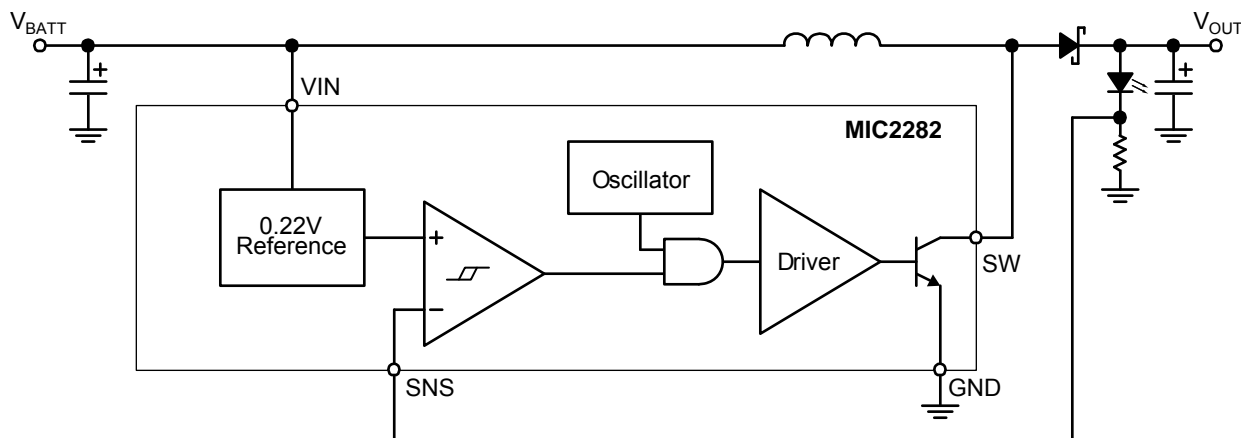 VBATT
VOUT
+
+
VIN
MIC2282
Oscillator
0.22V
Reference
+
−
Driver
SW
SNS
GND